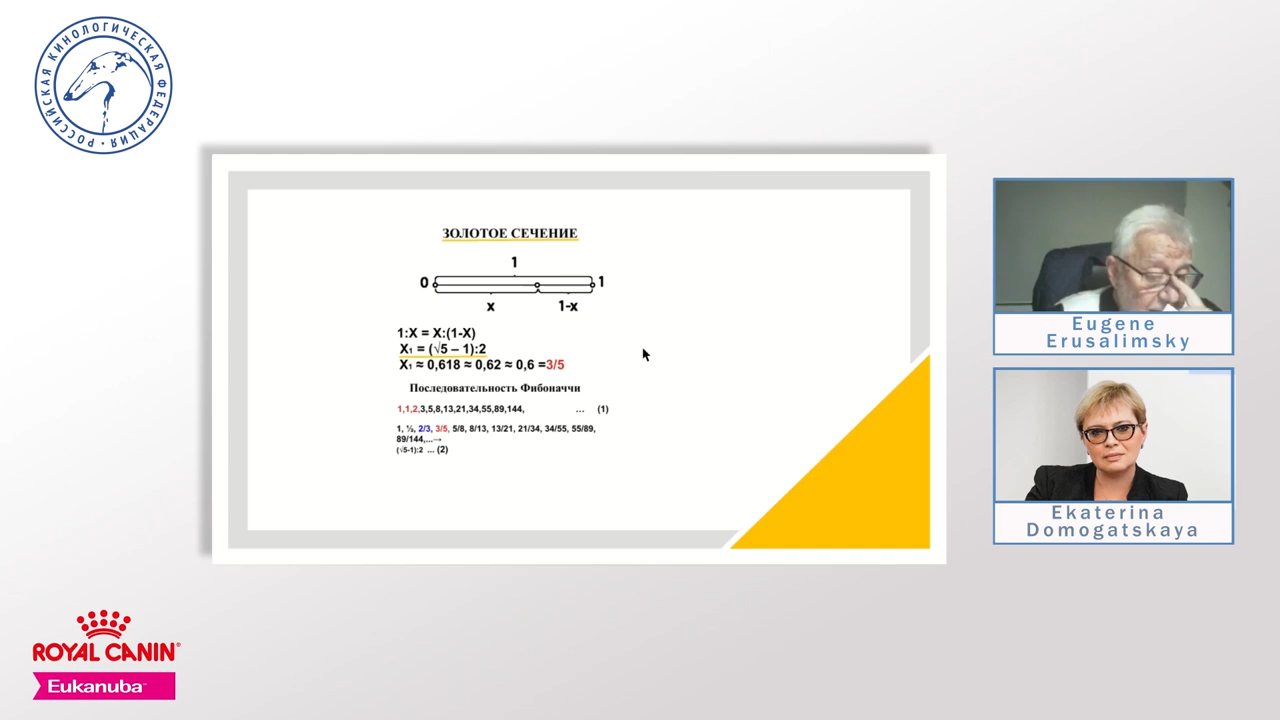 РОССИЙСКАЯ КИНОЛОГИЧЕСКАЯ ФЕДЕРАЦИЯ
ЗОЛОТОЕ СЕЧЕНИЕ
1
0 1
x 1-x
1:X = X:(1-X)
X₁ = (√5 – 1):2
X₁ ≈ 0,618 ≈ 0,62 ≈ 0,6 =3/5
Последовательность Фибоначчи
1,1,2,3,5,8,13,21,34,55,89,144, ... (1)
1, ½, 2/3, 3/5, 5/8, 8/13, 13/21, 21/34, 34/55, 55/89,
89/144,...→
(√5-1):2 ... (2)
Eugene
Erusalimsky
Ekaterina
Domogatskaya
ROYAL CANIN®
Eukanuba™